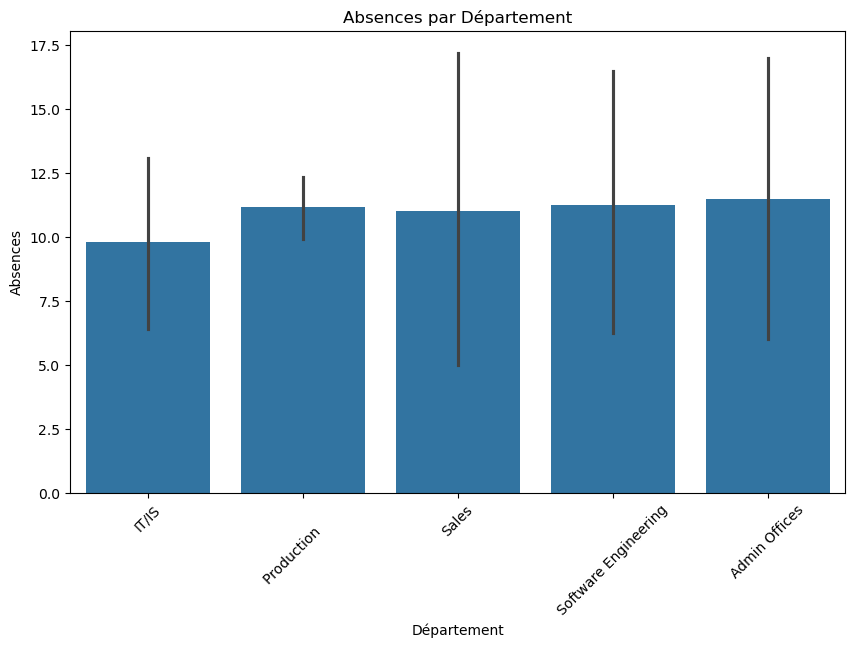 Absences par Département
Absences
17.5
15.0
12.5
10.0
7.5
5.0
2.5
0.0
IT/IS
Production
Sales
Software Engineering
Admin Offices
Département